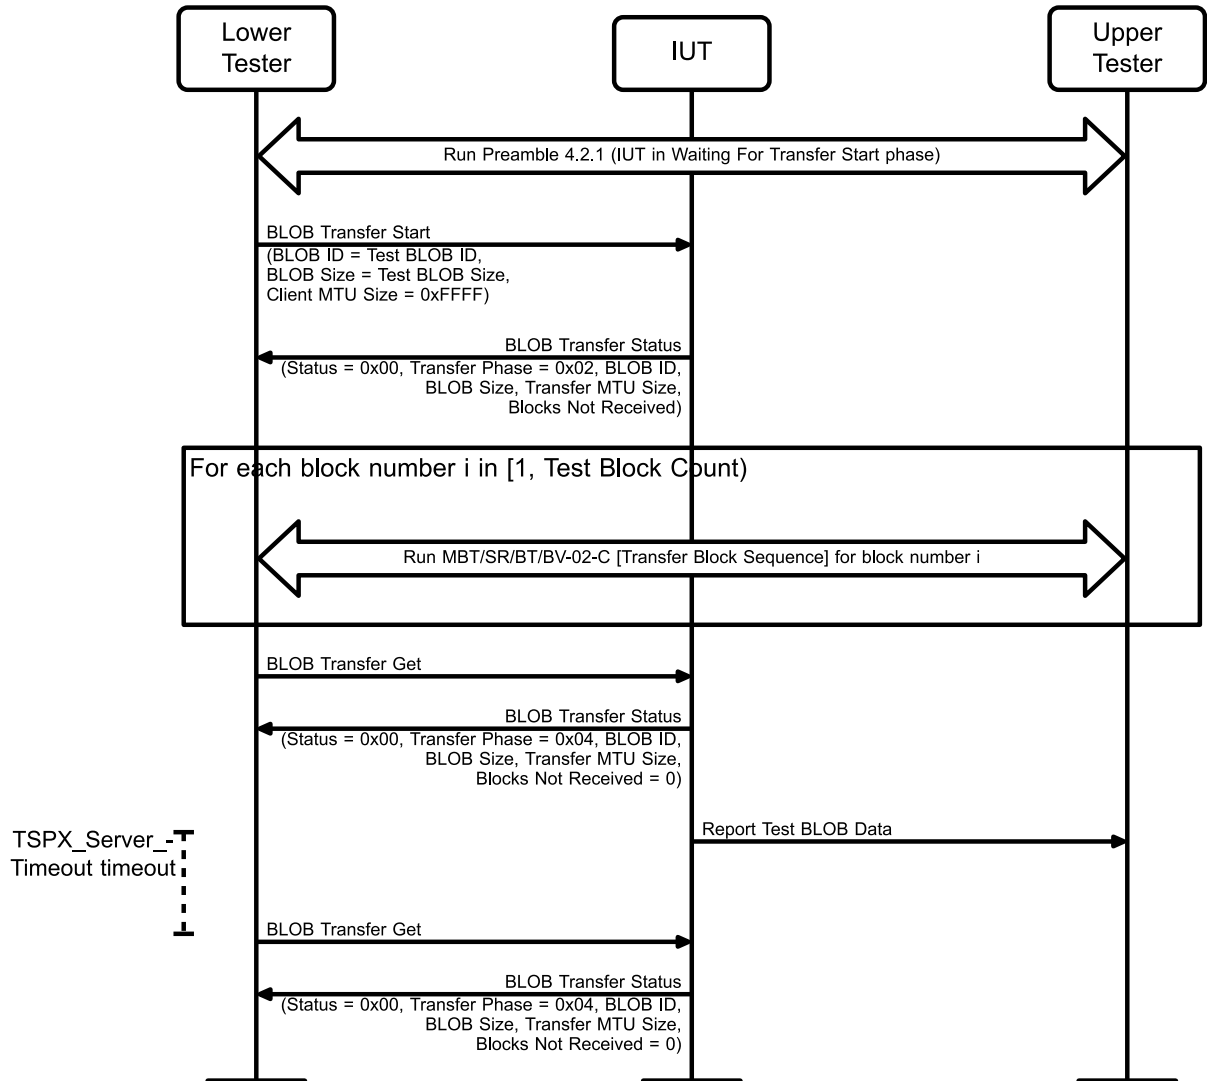 Lower
Tester
IUT
Upper
Tester
Run Preamble 4.2.1 (IUT in Waiting For Transfer Start phase)
BLOB Transfer Start
(BLOB ID = Test BLOB ID,
BLOB Size = Test BLOB Size,
Client MTU Size = 0xFFFF)
BLOB Transfer Status
(Status = 0x00, Transfer Phase = 0x02, BLOB ID,
BLOB Size, Transfer MTU Size,
Blocks Not Received)
For each block number i in [1, Test Block Count)
Run MBT/SR/BT/BV-02-C [Transfer Block Sequence] for block number i
BLOB Transfer Get
BLOB Transfer Status
(Status = 0x00, Transfer Phase = 0x04, BLOB ID,
BLOB Size, Transfer MTU Size,
Blocks Not Received = 0)
Report Test BLOB Data
TSPX_Server_-
Timeout timeout
BLOB Transfer Get
BLOB Transfer Status
(Status = 0x00, Transfer Phase = 0x04, BLOB ID,
BLOB Size, Transfer MTU Size,
Blocks Not Received = 0)